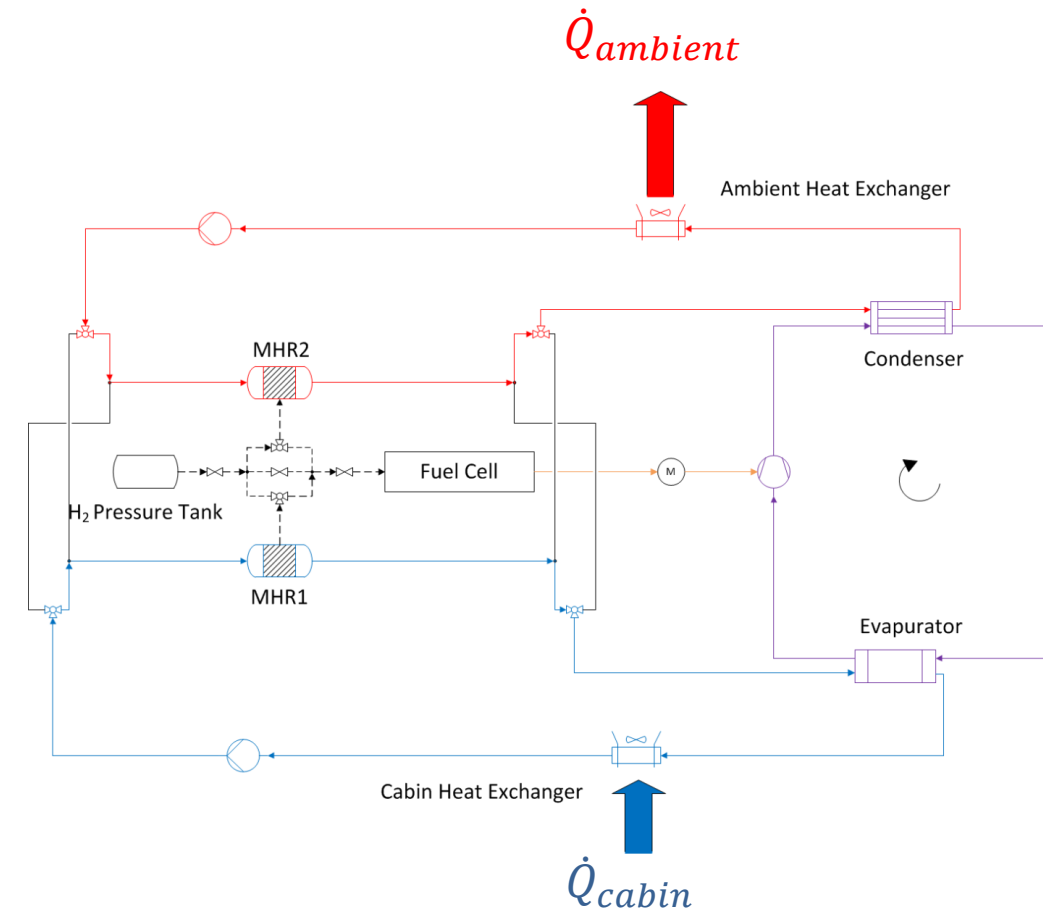 Q̇ambient
Ambient Heat Exchanger
MHR2
Condenser
Fuel Cell
M
H₂ Pressure Tank
MHR1
Evapurator
Cabin Heat Exchanger
Q̇cabin